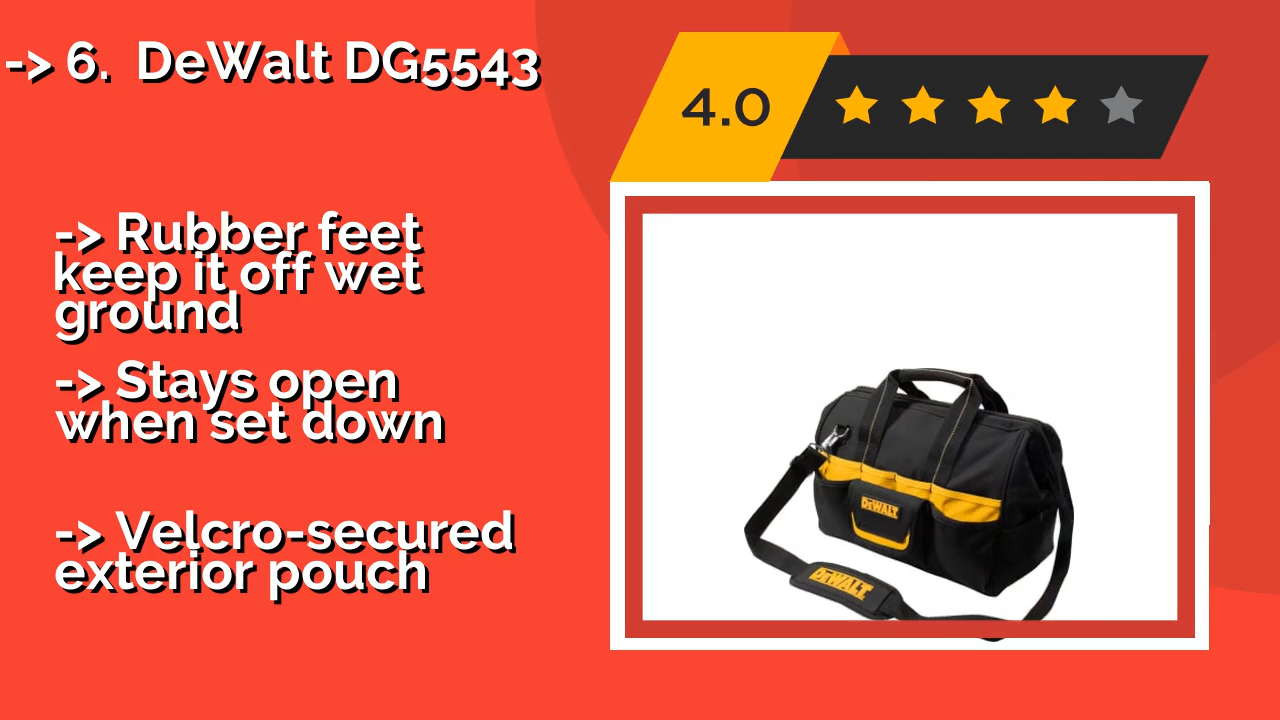 -> 6. DeWalt DG5543
4.0
-> Rubber feet
keep it off wet
ground
-> Stays open
when set down
-> Velcro-secured
exterior pouch
DEWALT
DEWALT